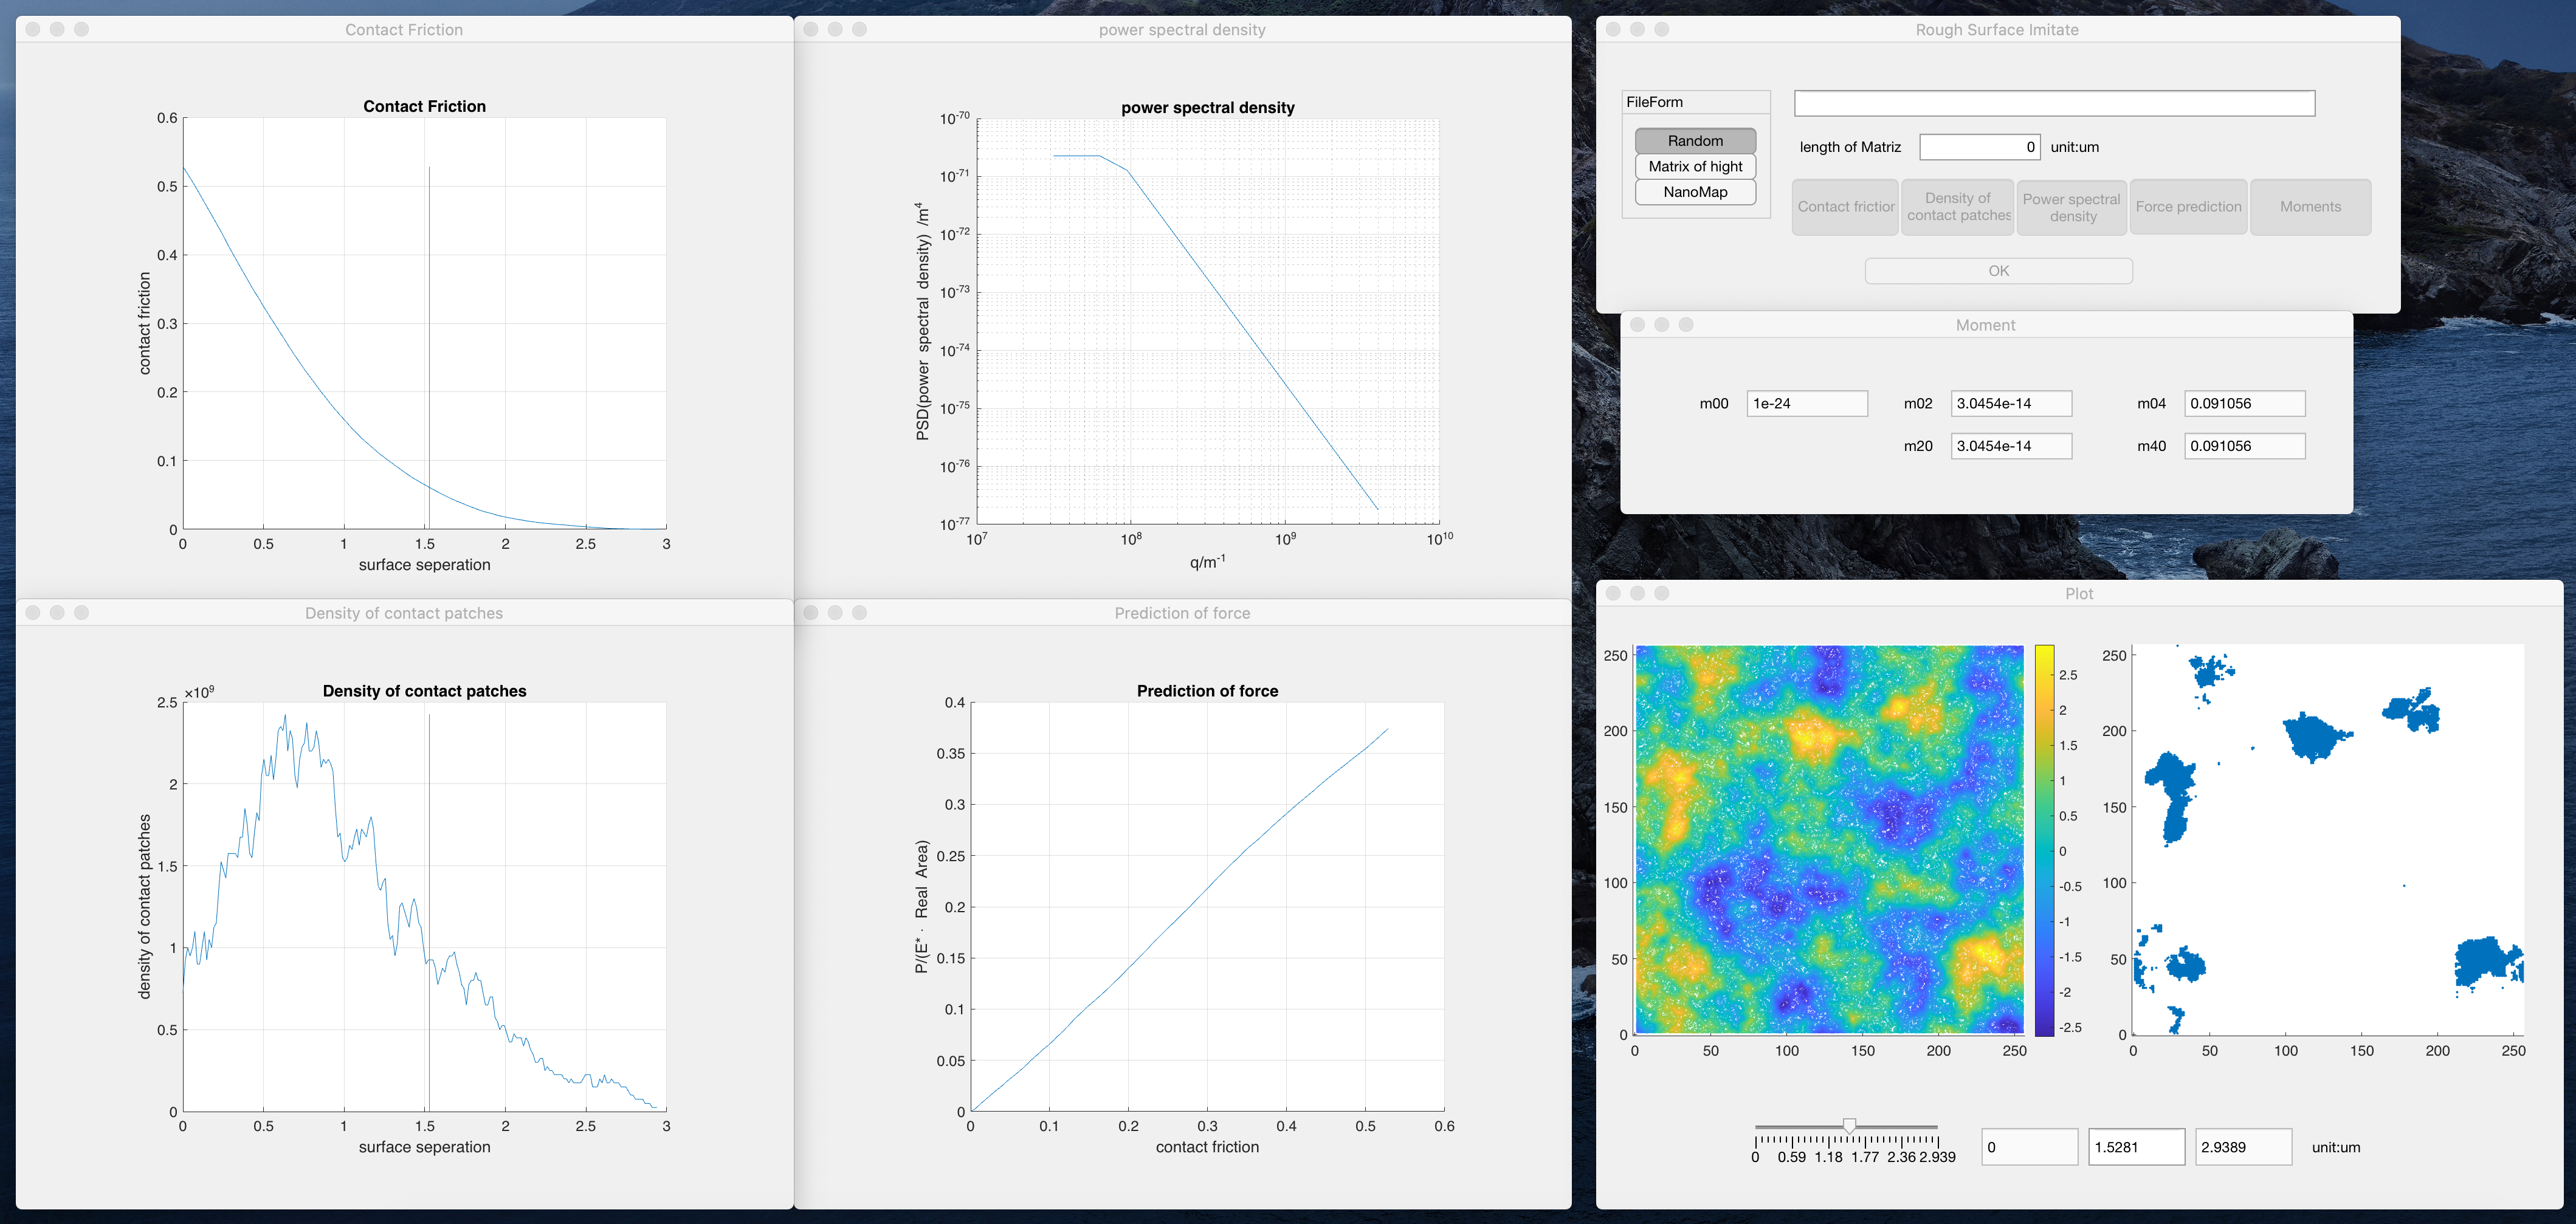 Contact Friction
Contact Friction
0.6
0.5
0.4
0.3
0.2
0.1
0
contact friction
0 0.5 1 1.5 2 2.5 3
surface seperation
power spectral density
power spectral density
10^-70
10^-71
10^-72
10^-73
10^-74
10^-75
10^-76
10^-77
PSD(power spectral density) /m^4
10^7 10^8 10^9 10^10
q/m^-1
Rough Surface Imitate
FileForm
Random
Matrix of hight
NanoMap
length of Matriz 0 unit:um
Contact frictior
Density of
contact patches
Power spectral
density
Force prediction
Moments
OK
Moment
m00 1e-24 m02 3.0454e-14 m04 0.091056
m20 3.0454e-14 m40 0.091056
Density of contact patches
Density of contact patches
×10^9
2.5
2
1.5
1
0.5
0
density of contact patches
0 0.5 1 1.5 2 2.5 3
surface seperation
Prediction of force
Prediction of force
0.4
0.35
0.3
0.25
0.2
0.15
0.1
0.05
0
P/(E* · Real Area)
0 0.1 0.2 0.3 0.4 0.5 0.6
contact friction
Plot
250
200
150
100
50
0
0 50 100 150 200 250
2.5
2
1.5
1
0.5
0
-0.5
-1
-1.5
-2
-2.5
250
200
150
100
50
0
0 50 100 150 200 250
0 0.59 1.18 1.77 2.36 2.939
0 1.5281 2.9389 unit:um